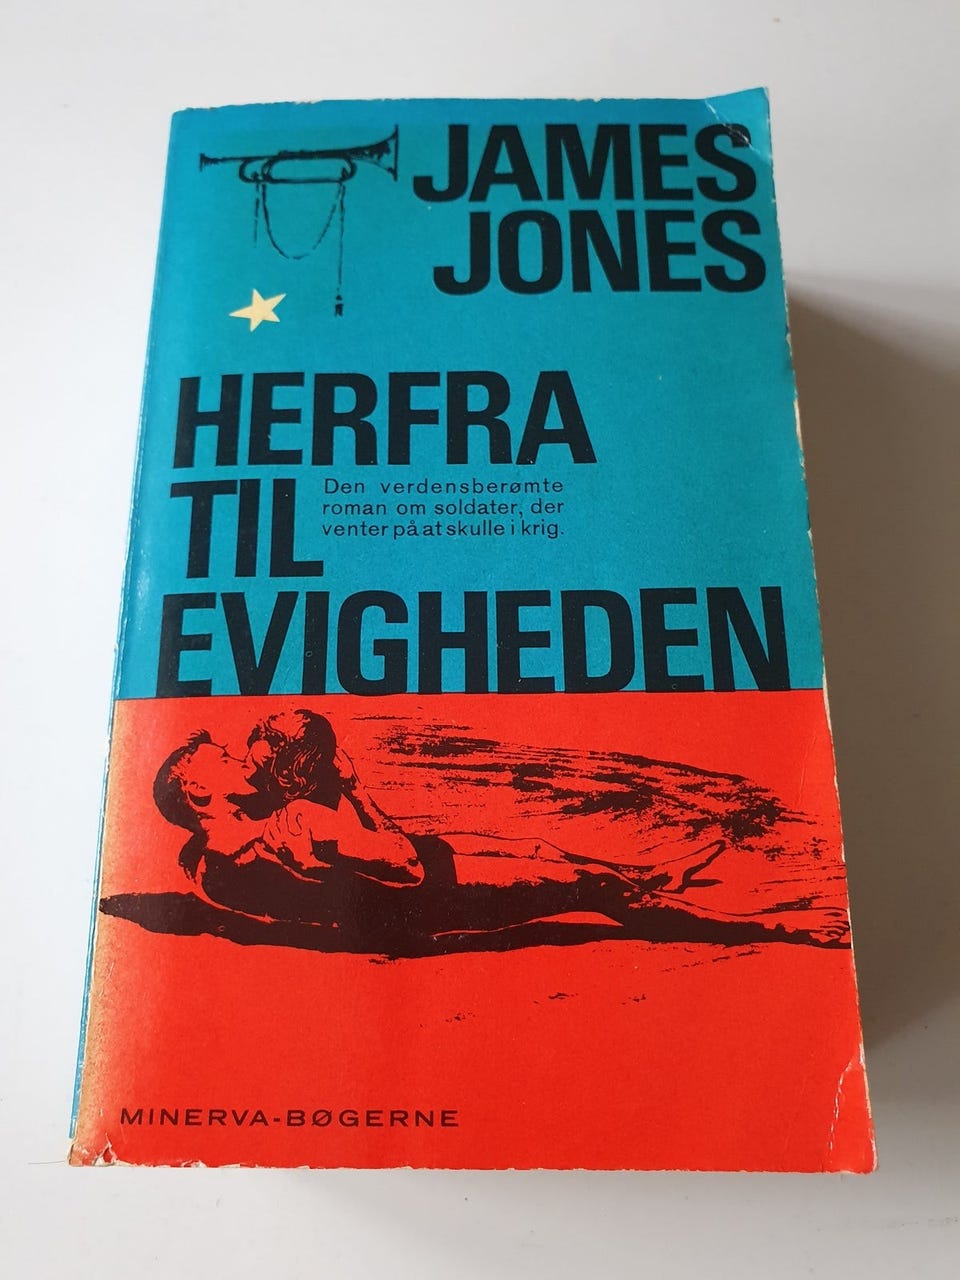 JAMES
JONES
HERFRA
TIL
Den verdensberømte
roman om soldater, der
venter på at skulle i krig.
EVIGHEDEN
MINERVA-BØGERNE